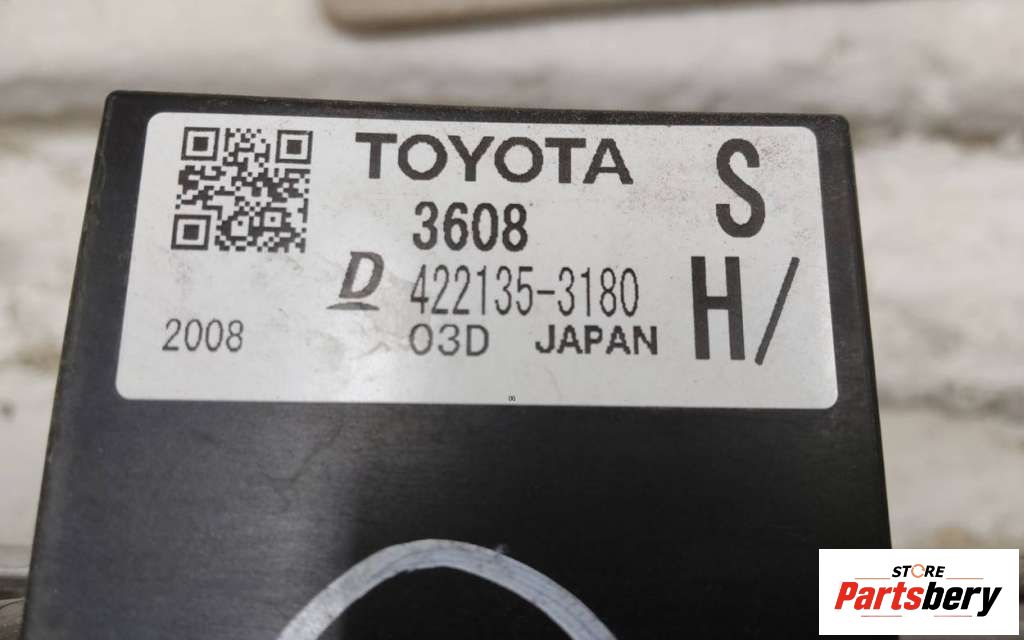 TOYOTA
S
3608
D 422135-3180
H/
2008
03D JAPAN
STORE
Partsbery